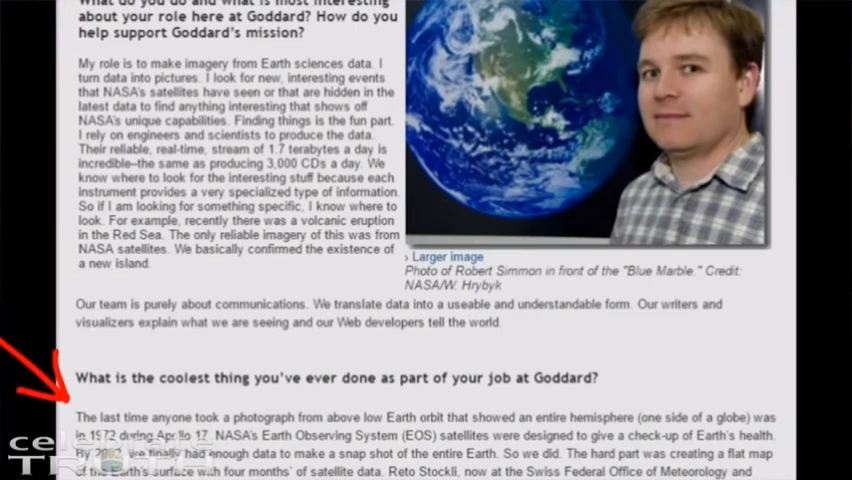 What do you do and what is most interesting
about your role here at Goddard? How do you
help support Goddard's mission?
My role is to make imagery from Earth sciences data. I
turn data into pictures. I look for new, interesting events
that NASA's satellites have seen or that are hidden in the
latest data to find anything interesting that shows off
NASA's unique capabilities. Finding things is the fun part.
I rely on engineers and scientists to produce the data.
Their reliable, real-time, stream of 1.7 terabytes a day is
incredible–the same as producing 3,000 CDs a day. We
know where to look for the interesting stuff because each
instrument provides a very specialized type of information.
So if I am looking for something specific, I know where to
look. For example, recently there was a volcanic eruption
in the Red Sea. The only reliable imagery of this was from
NASA satellites. We basically confirmed the existence of
a new island.
› Larger image
Photo of Robert Simmon in front of the "Blue Marble." Credit:
NASA/W. Hrybyk
Our team is purely about communications. We translate data into a useable and understandable form. Our writers and
visualizers explain what we are seeing and our Web developers tell the world.
What is the coolest thing you've ever done as part of your job at Goddard?
The last time anyone took a photograph from above low Earth orbit that showed an entire hemisphere (one side of a globe) was
in 1972 during Apollo 17. NASA's Earth Observing System (EOS) satellites were designed to give a check-up of Earth's health.
By 2002, we finally had enough data to make a snap shot of the entire Earth. So we did. The hard part was creating a flat map
of the Earth's surface with four months' of satellite data. Reto Stockli, now at the Swiss Federal Office of Meteorology and
celebrate
TRUTH